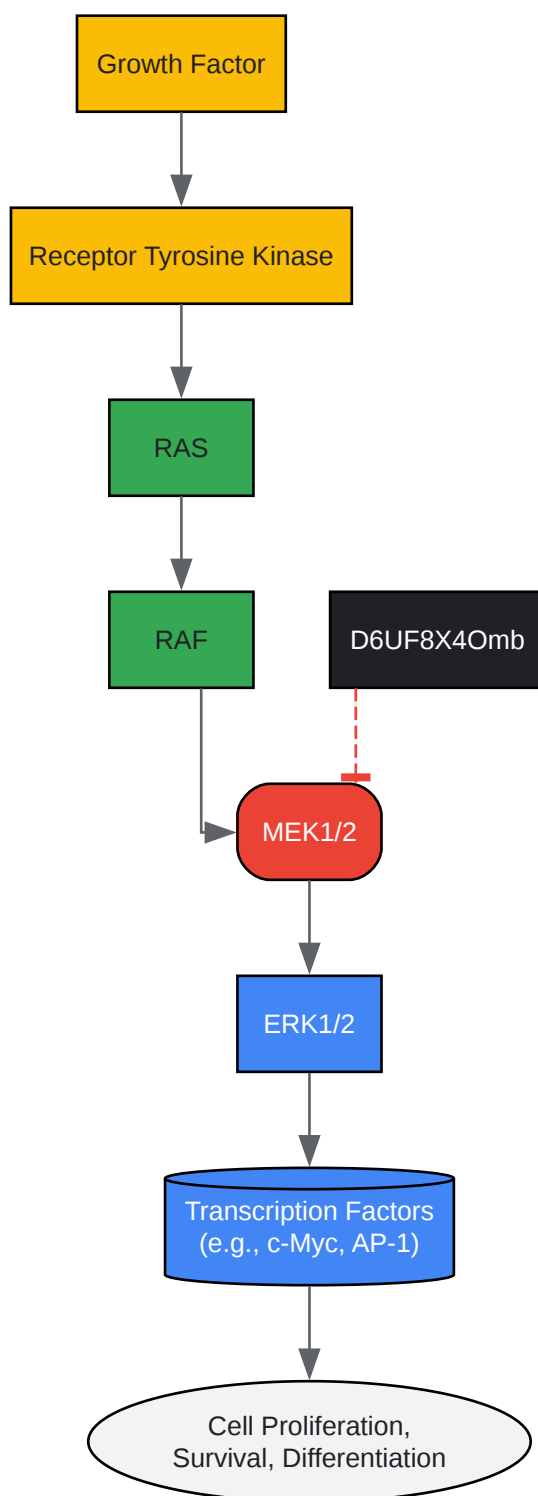 Growth Factor
Receptor Tyrosine Kinase
RAS
RAF
D6UF8X4Omb
MEK1/2
ERK1/2
Transcription Factors
(e.g., c-Myc, AP-1)
Cell Proliferation,
Survival, Differentiation